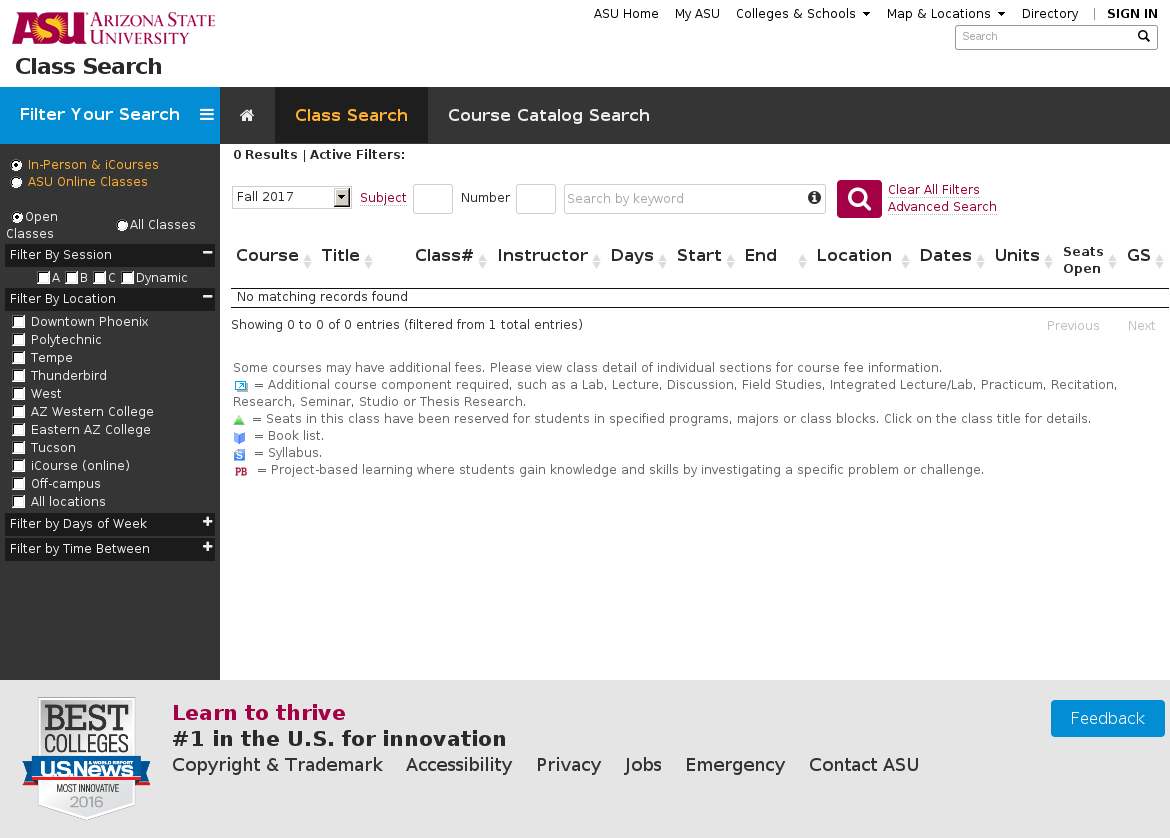 ASU ARIZONA STATE UNIVERSITY
ASU Home My ASU Colleges & Schools Map & Locations Directory | SIGN IN
Search
Class Search
Filter Your Search
Class Search Course Catalog Search
In-Person & iCourses
ASU Online Classes
Open Classes
All Classes
Filter By Session
A B C Dynamic
Filter By Location
Downtown Phoenix
Polytechnic
Tempe
Thunderbird
West
AZ Western College
Eastern AZ College
Tucson
iCourse (online)
Off-campus
All locations
Filter by Days of Week
Filter by Time Between
0 Results | Active Filters:
Fall 2017 Subject Number Search by keyword
Clear All Filters
Advanced Search
Course Title Class# Instructor Days Start End Location Dates Units Seats Open GS
No matching records found
Showing 0 to 0 of 0 entries (filtered from 1 total entries)
Previous Next
Some courses may have additional fees. Please view class detail of individual sections for course fee information.
= Additional course component required, such as a Lab, Lecture, Discussion, Field Studies, Integrated Lecture/Lab, Practicum, Recitation,
Research, Seminar, Studio or Thesis Research.
= Seats in this class have been reserved for students in specified programs, majors or class blocks. Click on the class title for details.
= Book list.
S = Syllabus.
PB = Project-based learning where students gain knowledge and skills by investigating a specific problem or challenge.
BEST
COLLEGES
U.S.News
WORLD REPORT
MOST INNOVATIVE
2016
Learn to thrive
#1 in the U.S. for innovation
Copyright & Trademark Accessibility Privacy Jobs Emergency Contact ASU
Feedback